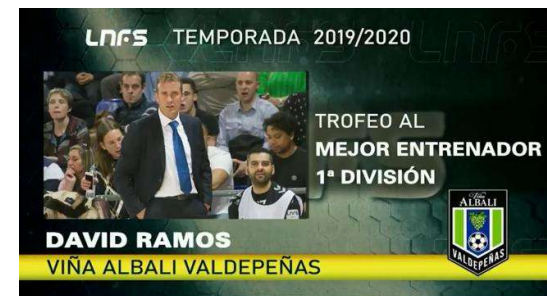 LNFS TEMPORADA 2019/2020
TROFEO AL
MEJOR ENTRENADOR
1ª DIVISIÓN
Viña
ALBALI
VALDEPEÑAS
DAVID RAMOS
VIÑA ALBALI VALDEPEÑAS